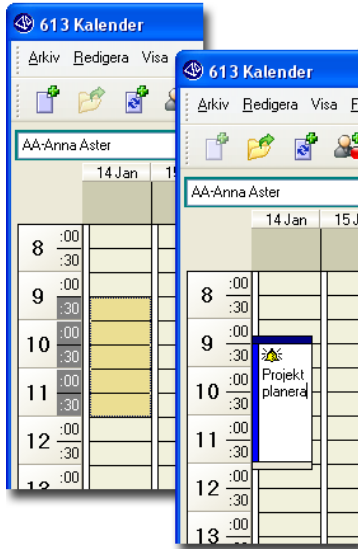 613 Kalender
Arkiv Redigera Visa
AA-Anna Aster
14 Jan
8 :00
:30
9 :00
:30
10 :00
:30
11 :00
:30
12 :00
:30
:00
613 Kalender
Arkiv Redigera Visa F
AA-Anna Aster
14 Jan 15 J
8 :00
:30
9 :00
:30
Projekt
10 :00
planera
:30
11 :00
:30
12 :00
:30
13 :00